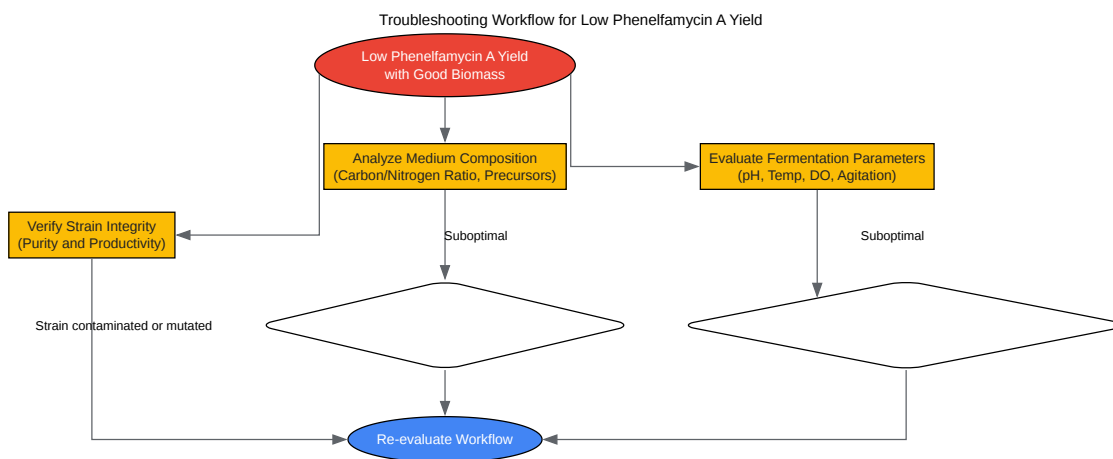 Troubleshooting Workflow for Low Phenelfamycin A Yield
Low Phenelfamycin A Yield
with Good Biomass
Analyze Medium Composition
(Carbon/Nitrogen Ratio, Precursors)
Evaluate Fermentation Parameters
(pH, Temp, DO, Agitation)
Verify Strain Integrity
(Purity and Productivity)
Suboptimal
Suboptimal
Strain contaminated or mutated
Re-evaluate Workflow